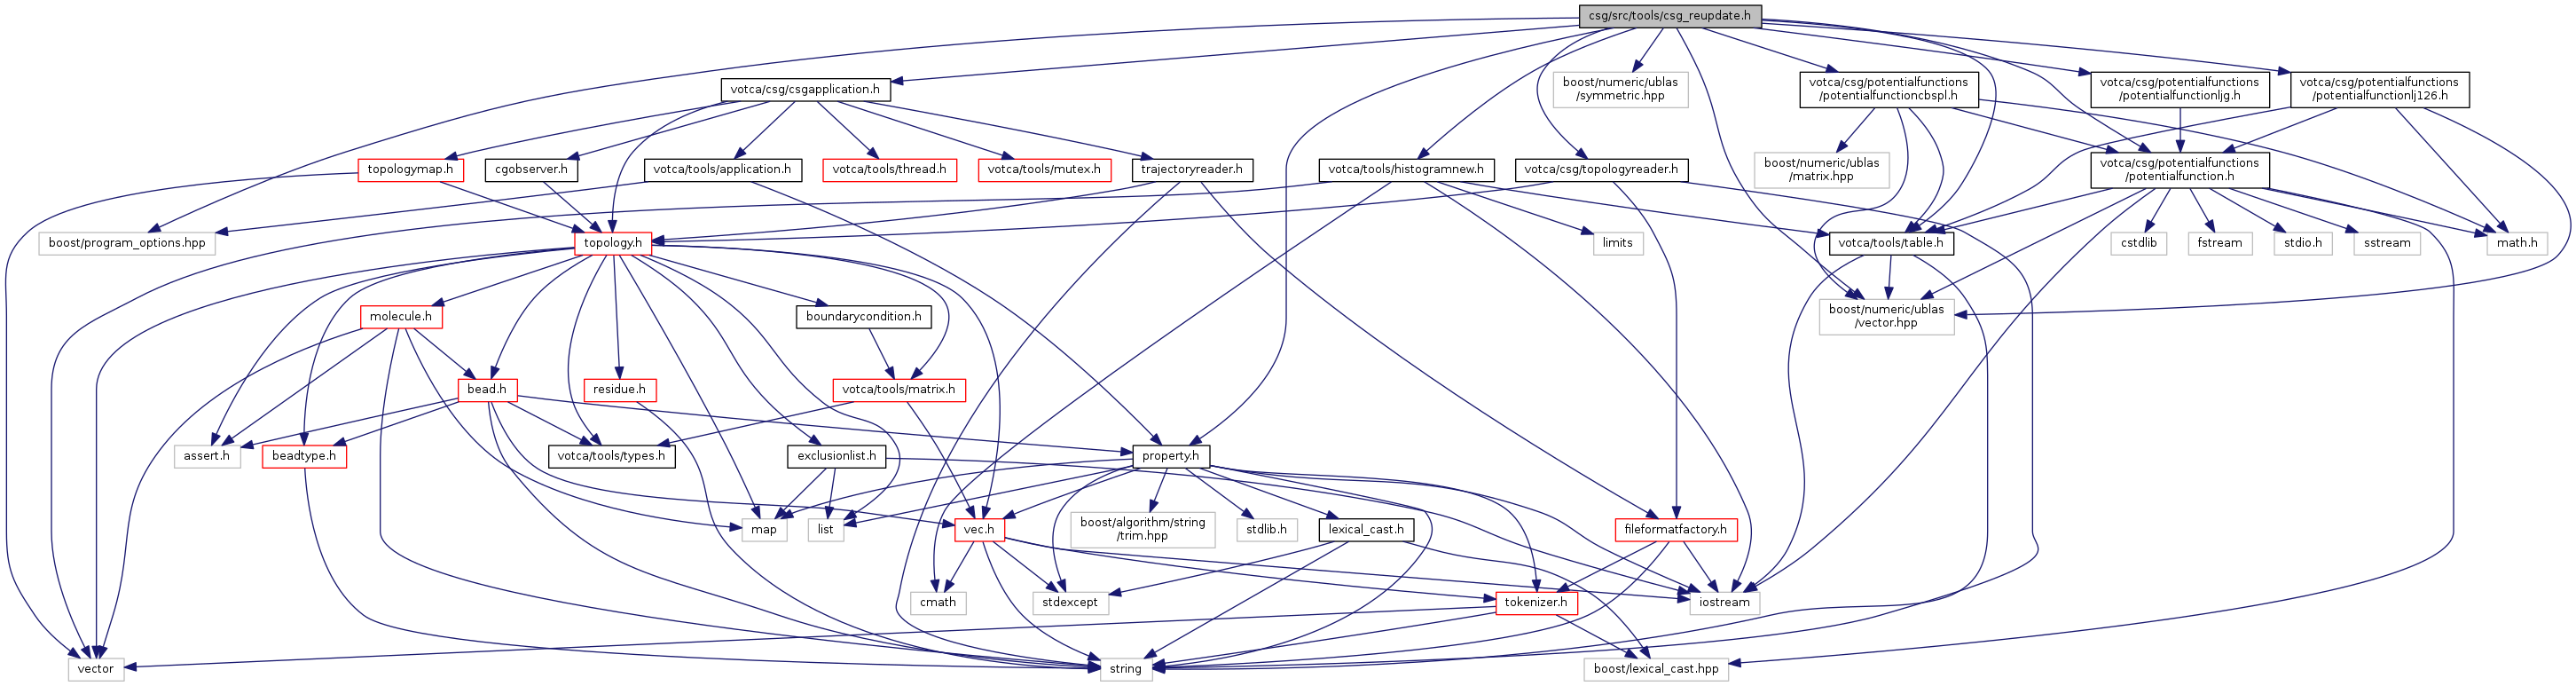 csg/src/tools/csg_reupdate.h
votca/csg/csgapplication.h
boost/numeric/ublas
/symmetric.hpp
votca/csg/potentialfunctions
/potentialfunctioncbspl.h
votca/csg/potentialfunctions
/potentialfunctionljg.h
votca/csg/potentialfunctions
/potentialfunctionlj126.h
topologymap.h
cgobserver.h
votca/tools/application.h
votca/tools/thread.h
votca/tools/mutex.h
trajectoryreader.h
votca/tools/histogramnew.h
votca/csg/topologyreader.h
boost/numeric/ublas
/matrix.hpp
votca/csg/potentialfunctions
/potentialfunction.h
boost/program_options.hpp
topology.h
limits
votca/tools/table.h
cstdlib
fstream
stdio.h
sstream
math.h
molecule.h
boundarycondition.h
boost/numeric/ublas
/vector.hpp
bead.h
residue.h
votca/tools/matrix.h
assert.h
beadtype.h
votca/tools/types.h
exclusionlist.h
property.h
map
list
vec.h
boost/algorithm/string
/trim.hpp
stdlib.h
lexical_cast.h
fileformatfactory.h
cmath
stdexcept
tokenizer.h
iostream
vector
string
boost/lexical_cast.hpp